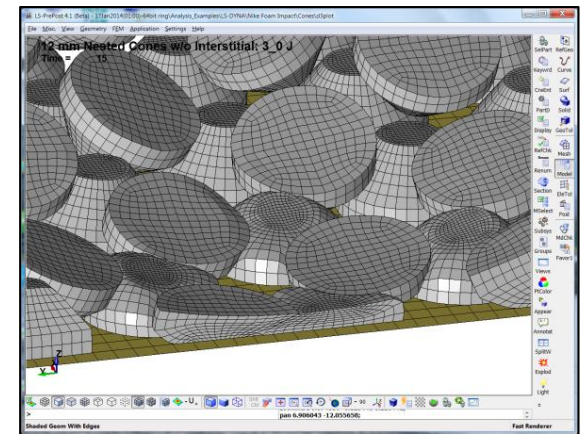 LS-PrePost 4.1 (Beta) - 17Jan2014(01:00)-64bit ring\Analysis_Examples\LS-DYNA\Nike Foam Impact\Cones\d3plot
File Misc. View Geometry FEM Application Settings Help
12 mm Nested Cones w/o Interstitial: 3_0 J
Time = 15
SelPart RefGeo
Keywrd Curve
CreEnt Surf
PartD Solid
Display GeoTol
RefChk Mesh
Renum Model
Section EleTol
MSelect Post
Subsys MdChk
Groups Favor1
Views
PtColor
Appear
Annotat
SplitW
Explod
Light
Z
Y X
>
pan 6.906043 -12.855658;
Shaded Geom With Edges
Fast Renderer